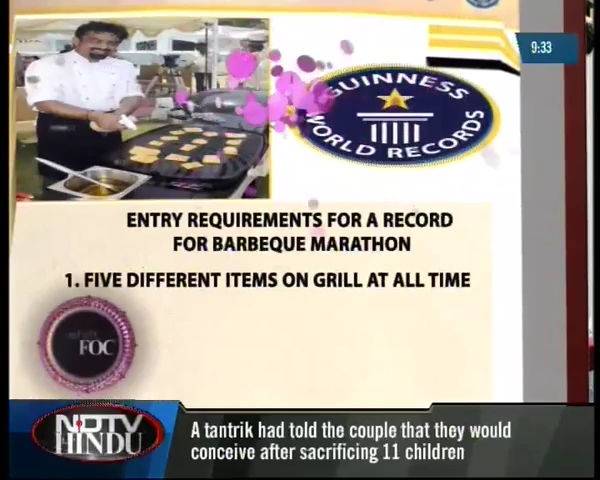 9:33
GUINNESS
WORLD RECORDS
ENTRY REQUIREMENTS FOR A RECORD
FOR BARBEQUE MARATHON
1. FIVE DIFFERENT ITEMS ON GRILL AT ALL TIME
FOC
NDTV
HINDU
A tantrik had told the couple that they would
conceive after sacrificing 11 children